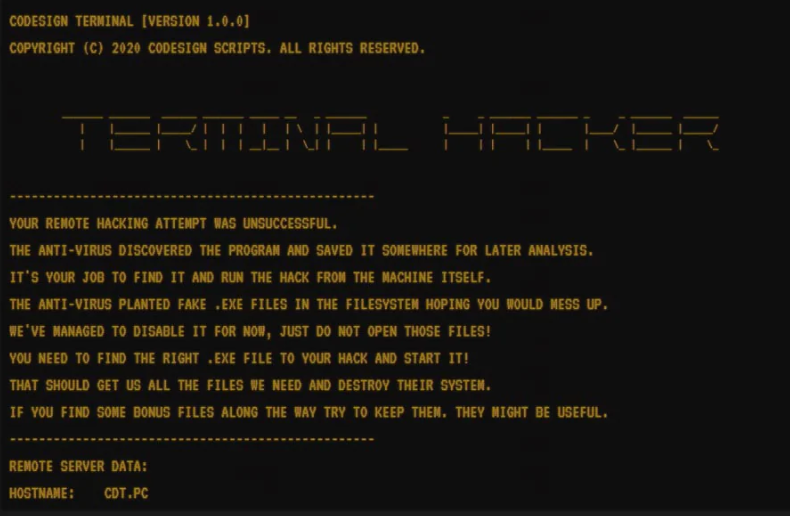 CODESIGN TERMINAL [VERSION 1.0.0]
COPYRIGHT (C) 2020 CODESIGN SCRIPTS. ALL RIGHTS RESERVED.
TERMINAL HACKER
-------------------------------------------------
YOUR REMOTE HACKING ATTEMPT WAS UNSUCCESSFUL.
THE ANTI-VIRUS DISCOVERED THE PROGRAM AND SAVED IT SOMEWHERE FOR LATER ANALYSIS.
IT'S YOUR JOB TO FIND IT AND RUN THE HACK FROM THE MACHINE ITSELF.
THE ANTI-VIRUS PLANTED FAKE .EXE FILES IN THE FILESYSTEM HOPING YOU WOULD MESS UP.
WE'VE MANAGED TO DISABLE IT FOR NOW, JUST DO NOT OPEN THOSE FILES!
YOU NEED TO FIND THE RIGHT .EXE FILE TO YOUR HACK AND START IT!
THAT SHOULD GET US ALL THE FILES WE NEED AND DESTROY THEIR SYSTEM.
IF YOU FIND SOME BONUS FILES ALONG THE WAY TRY TO KEEP THEM. THEY MIGHT BE USEFUL.
-------------------------------------------------
REMOTE SERVER DATA:
HOSTNAME: CDT.PC